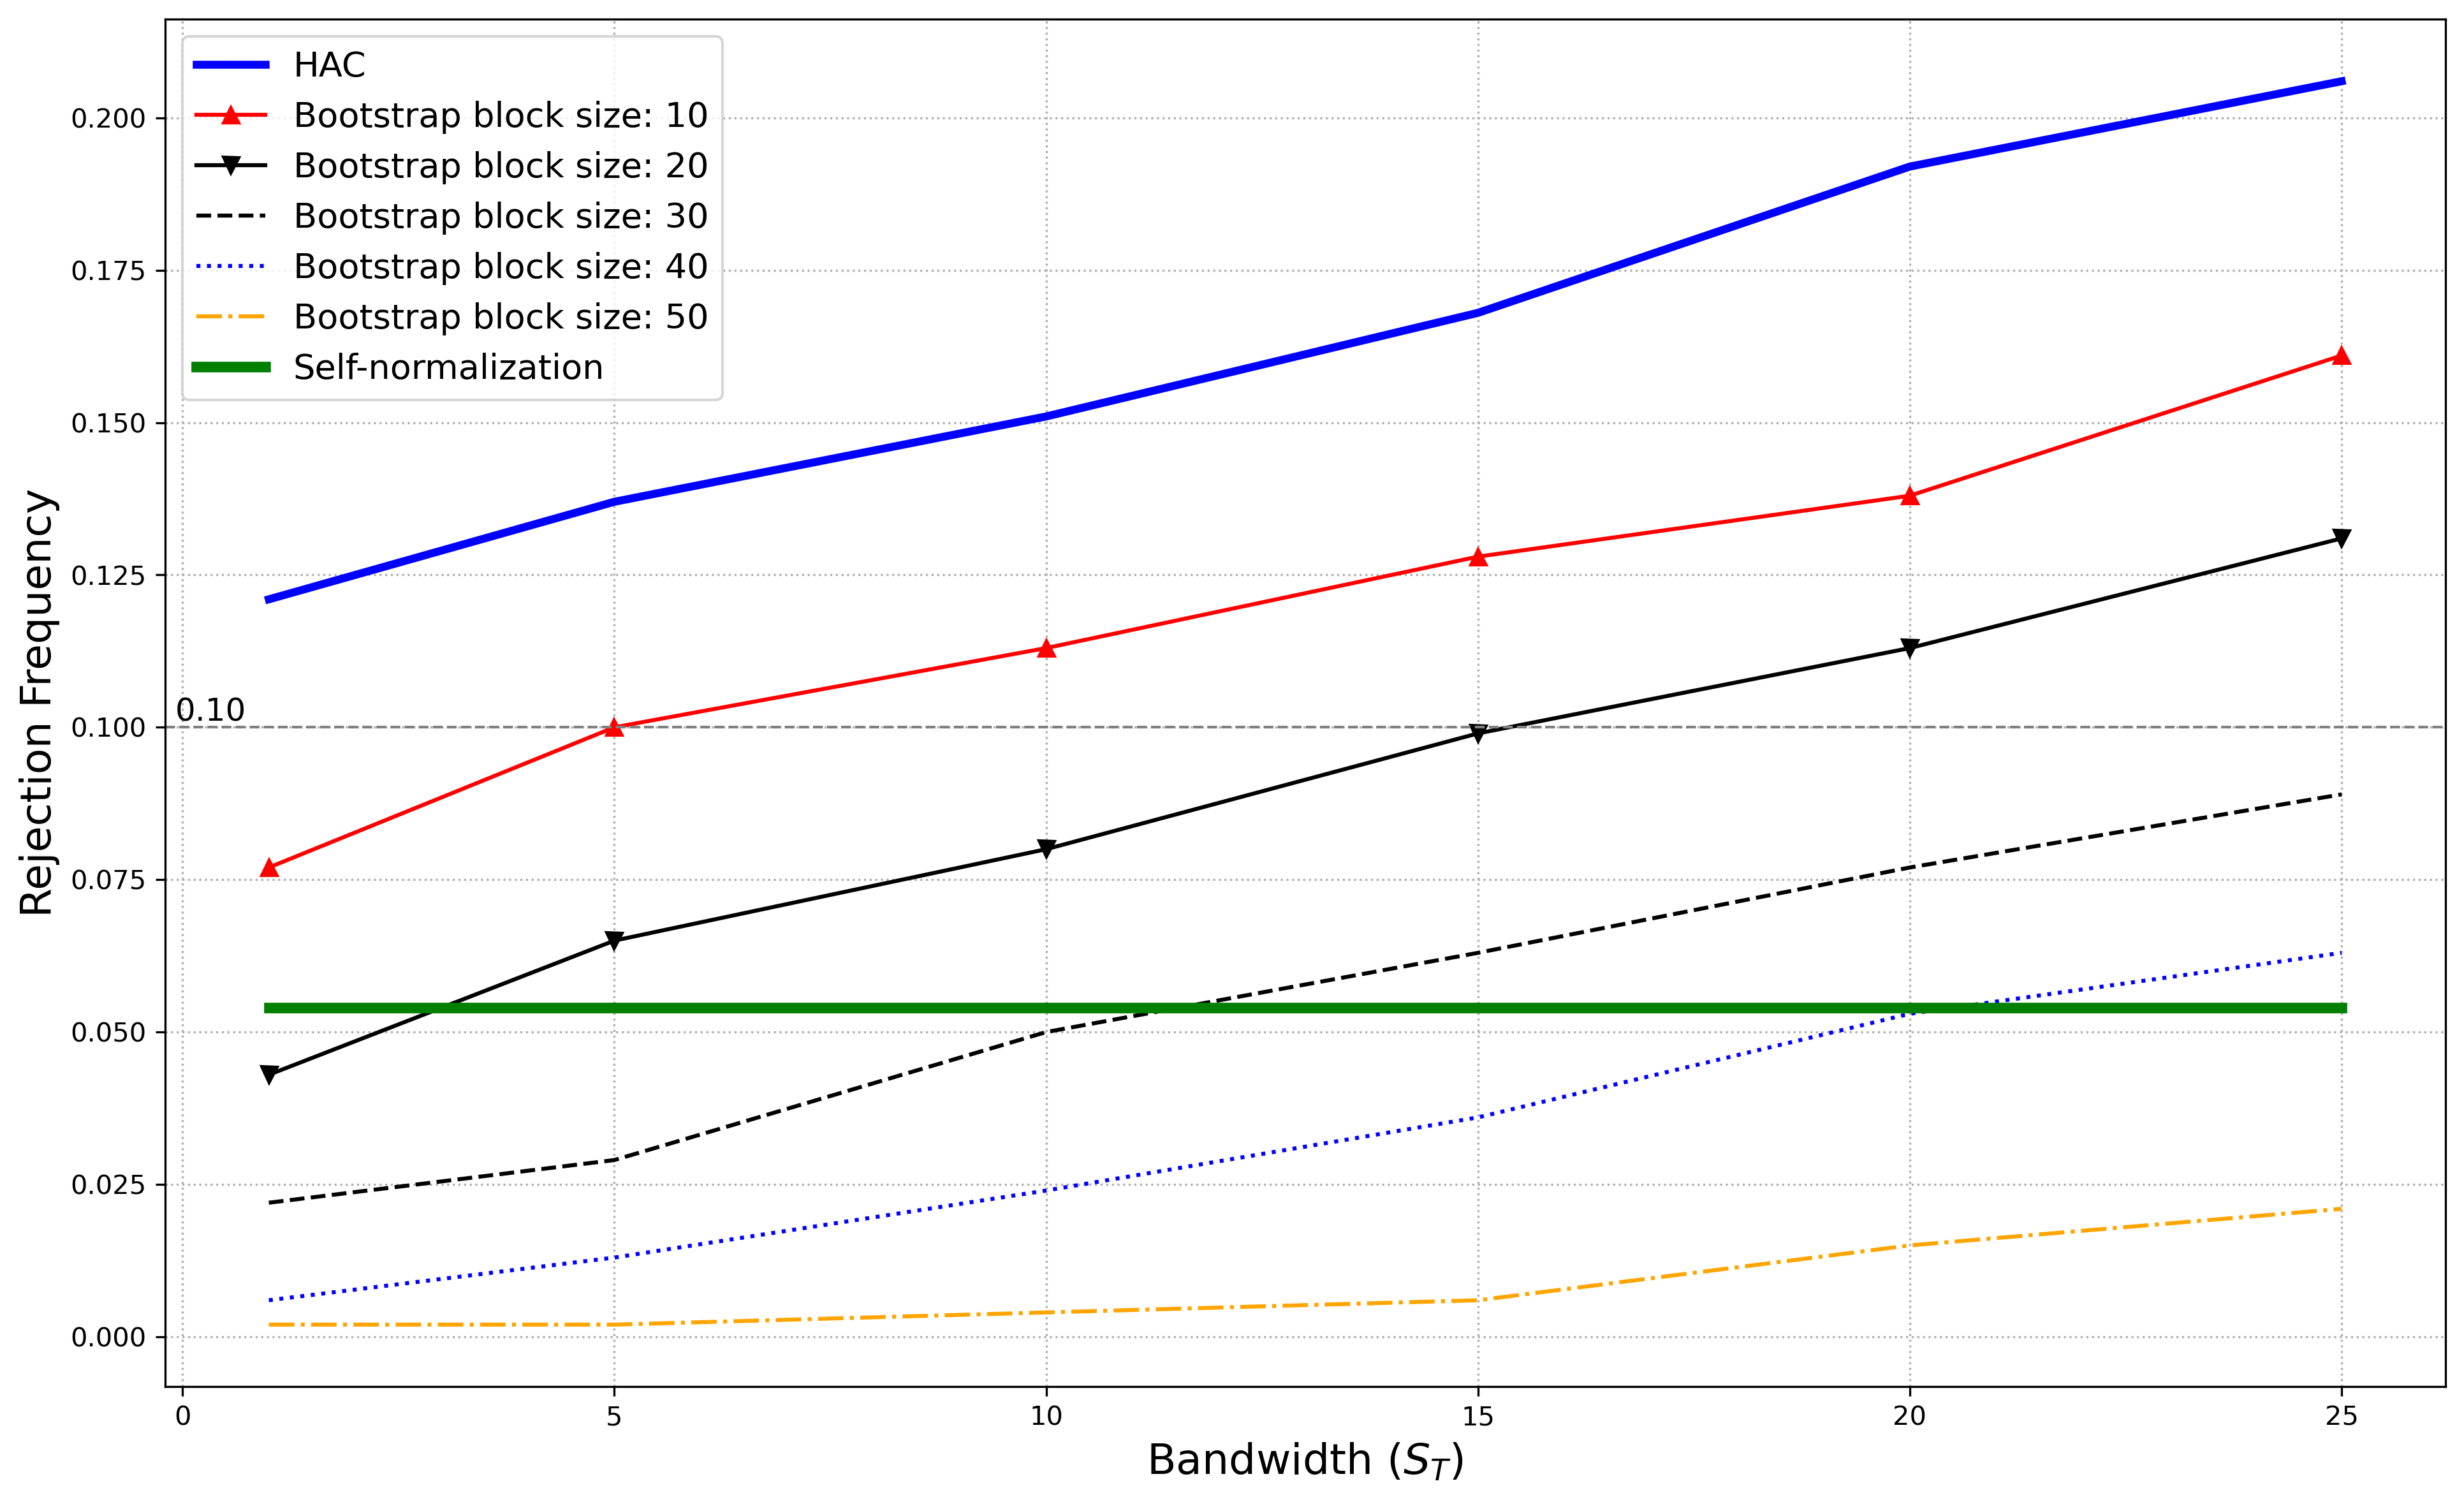 HAC
Bootstrap block size: 10
Bootstrap block size: 20
Bootstrap block size: 30
Bootstrap block size: 40
Bootstrap block size: 50
Self-normalization
Rejection Frequency
0.200
0.175
0.150
0.125
0.100
0.075
0.050
0.025
0.000
0.10
0 5 10 15 20 25
Bandwidth (S_T)